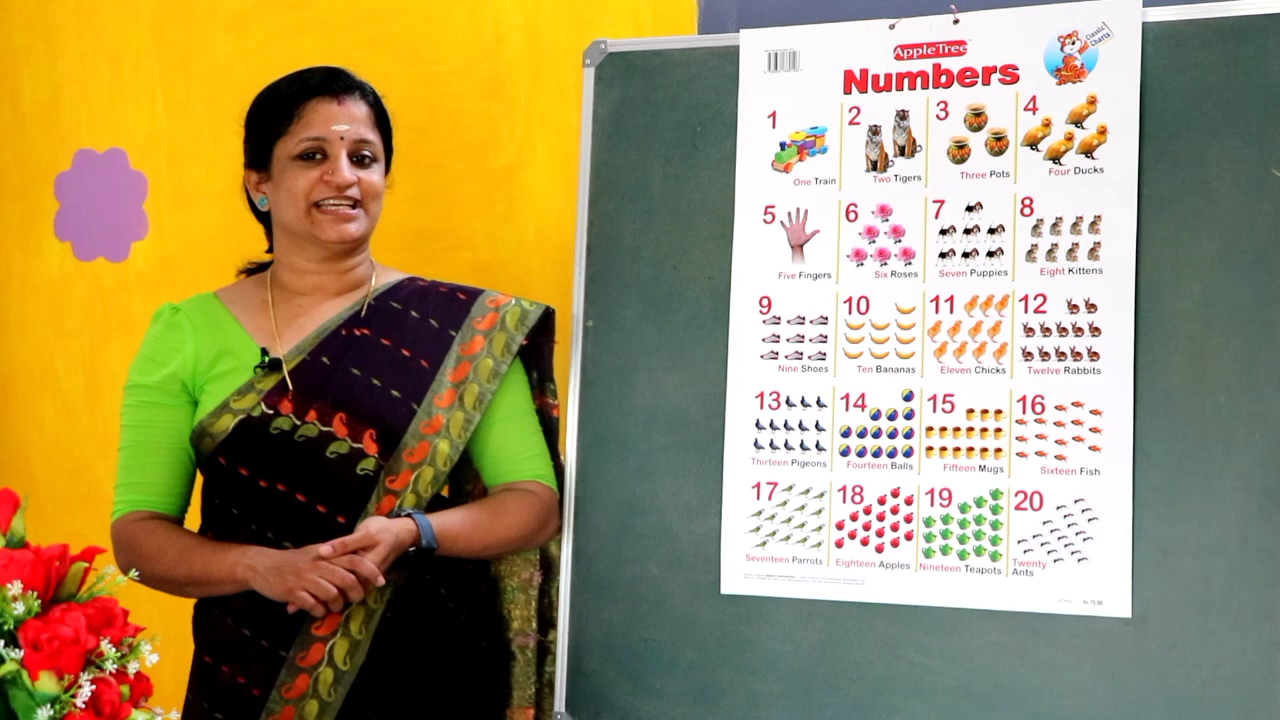 AppleTree
Classic Charts
Numbers
1 2 3 4
One Train Two Tigers Three Pots Four Ducks
5 6 7 8
Five Fingers Six Roses Seven Puppies Eight Kittens
9 10 11 12
Nine Shoes Ten Bananas Eleven Chicks Twelve Rabbits
13 14 15 16
Thirteen Pigeons Fourteen Balls Fifteen Mugs Sixteen Fish
17 18 19 20
Seventeen Parrots Eighteen Apples Nineteen Teapots Twenty Ants